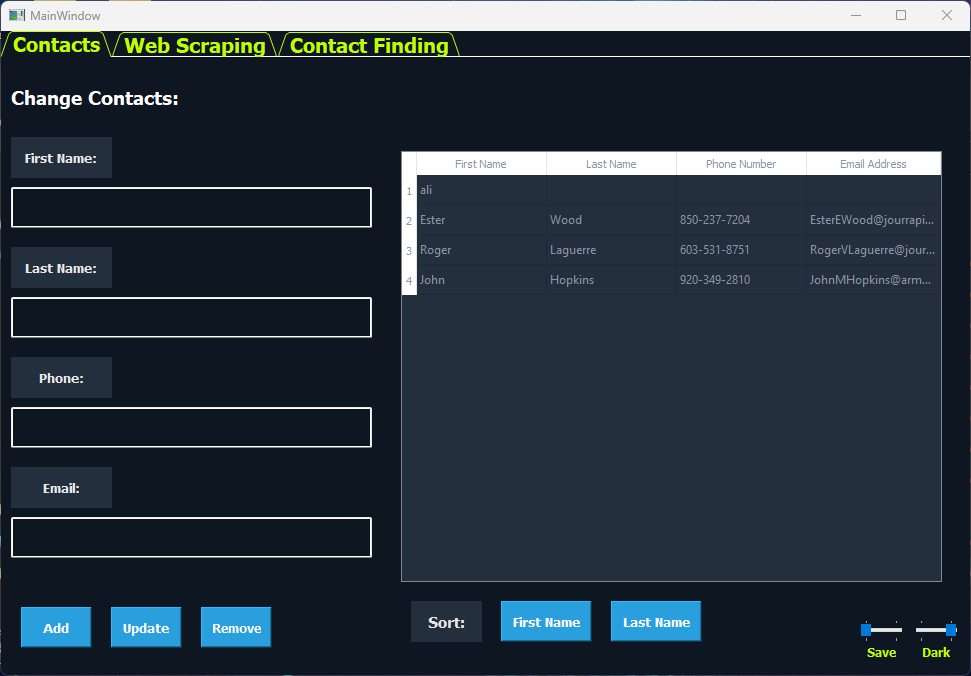 MainWindow
Contacts Web Scraping Contact Finding
Change Contacts:
First Name:
Last Name:
Phone:
Email:
Add Update Remove
First Name Last Name Phone Number Email Address
1 ali
2 Ester Wood 850-237-7204 EsterEWood@jourrapi...
3 Roger Laguerre 603-531-8751 RogerVLaguerre@jour...
4 John Hopkins 920-349-2810 JohnMHopkins@arm...
Sort: First Name Last Name
Save Dark